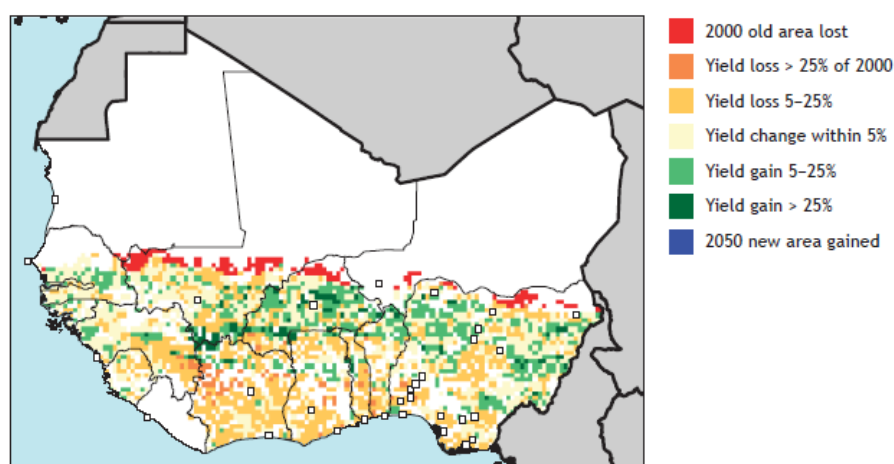 2000 old area lost
Yield loss > 25% of 2000
Yield loss 5–25%
Yield change within 5%
Yield gain 5–25%
Yield gain > 25%
2050 new area gained